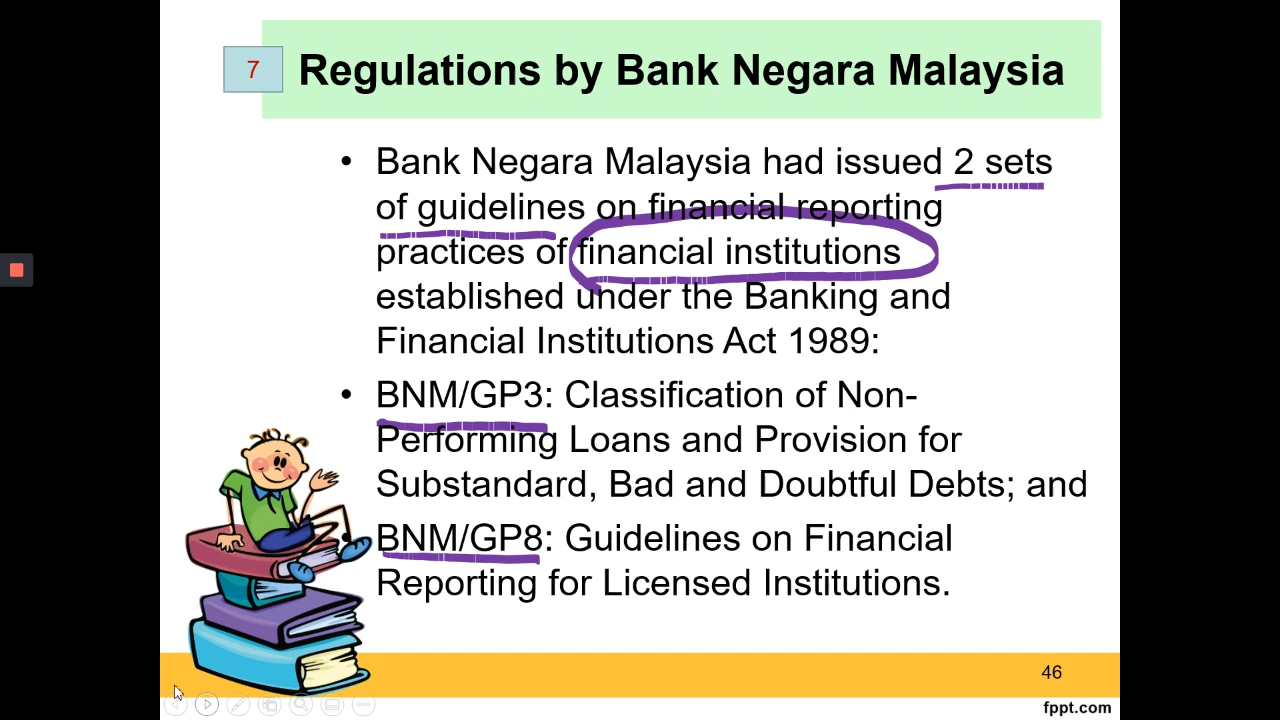 7
Regulations by Bank Negara Malaysia
• Bank Negara Malaysia had issued 2 sets
of guidelines on financial reporting
practices of financial institutions
established under the Banking and
Financial Institutions Act 1989:
• BNM/GP3: Classification of Non-
Performing Loans and Provision for
Substandard, Bad and Doubtful Debts; and
• BNM/GP8: Guidelines on Financial
Reporting for Licensed Institutions.
46
fppt.com